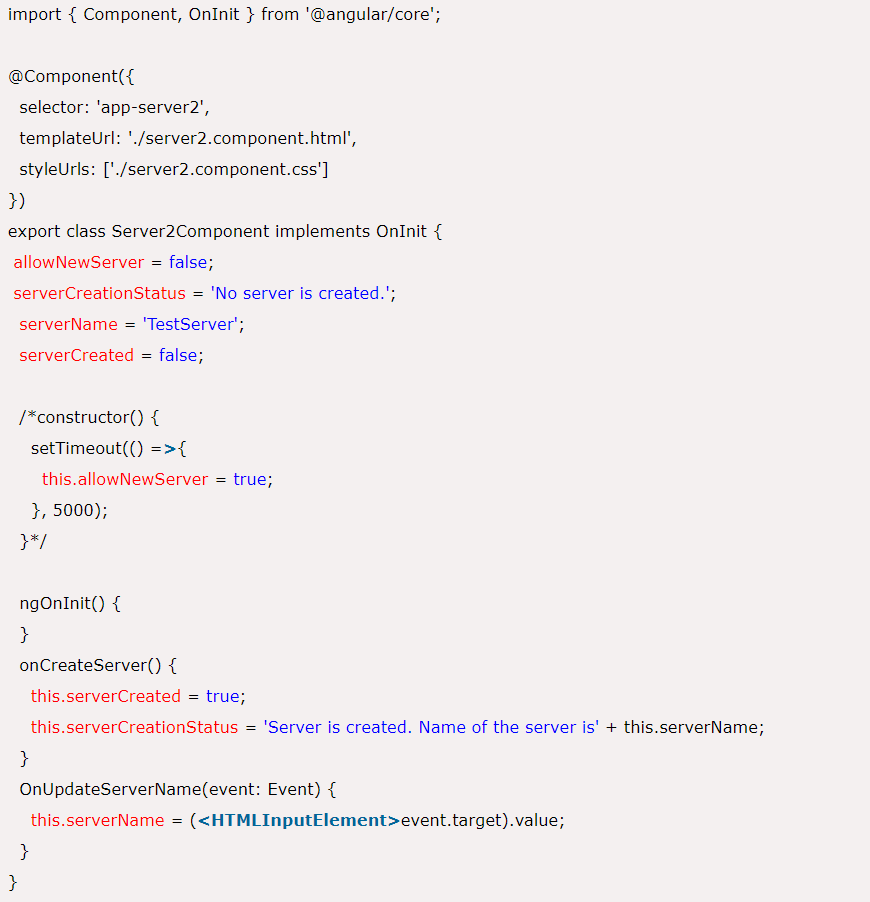 import { Component, OnInit } from '@angular/core';
@Component({
selector: 'app-server2',
templateUrl: './server2.component.html',
styleUrls: ['./server2.component.css']
})
export class Server2Component implements OnInit {
allowNewServer = false;
serverCreationStatus = 'No server is created.';
serverName = 'TestServer';
serverCreated = false;
/*constructor() {
setTimeout(() =>{
this.allowNewServer = true;
}, 5000);
}*/
ngOnInit() {
}
onCreateServer() {
this.serverCreated = true;
this.serverCreationStatus = 'Server is created. Name of the server is' + this.serverName;
}
OnUpdateServerName(event: Event) {
this.serverName = (<HTMLInputElement>event.target).value;
}
}